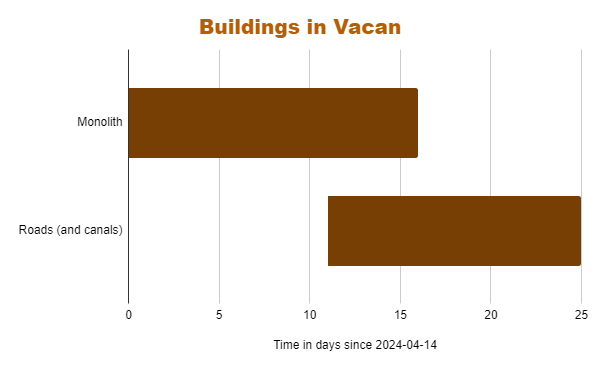 Buildings in Vacan
Monolith
Roads (and canals)
0 5 10 15 20 25
Time in days since 2024-04-14